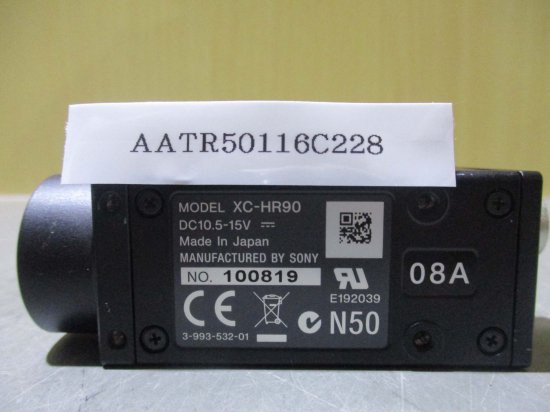 AATR50116C228
MODEL XC-HR90
DC10.5-15V
Made In Japan
MANUFACTURED BY SONY
NO. 100819
E192039
08A
CE
N50
3-993-532-01